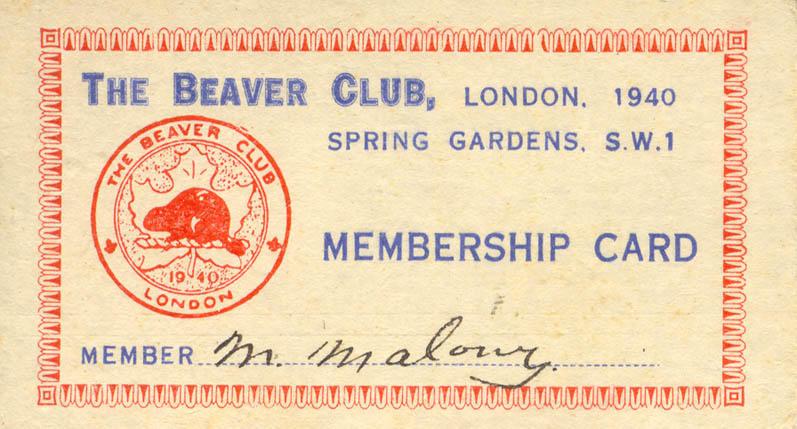 THE BEAVER CLUB, LONDON, 1940
SPRING GARDENS, S.W.1
THE BEAVER CLUB
1940
LONDON
MEMBERSHIP CARD
MEMBER M. Malony.